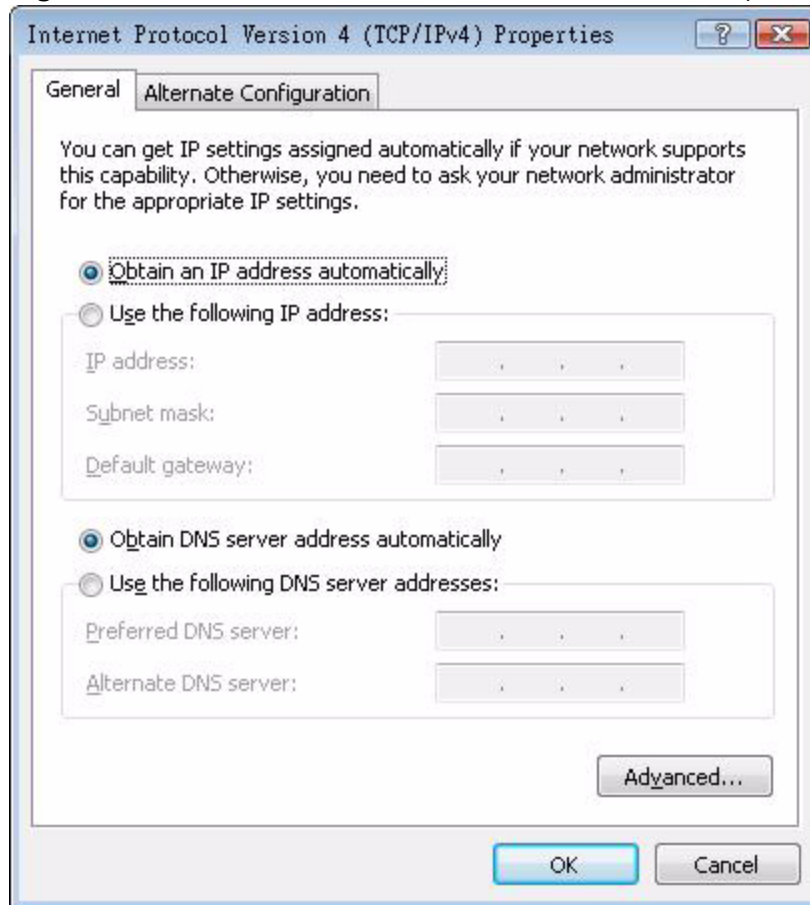 Internet Protocol Version 4 (TCP/IPv4) Properties
General
Alternate Configuration
You can get IP settings assigned automatically if your network supports
this capability. Otherwise, you need to ask your network administrator
for the appropriate IP settings.
Obtain an IP address automatically
Use the following IP address:
IP address:
Subnet mask:
Default gateway:
Obtain DNS server address automatically
Use the following DNS server addresses:
Preferred DNS server:
Alternate DNS server:
Advanced...
OK
Cancel